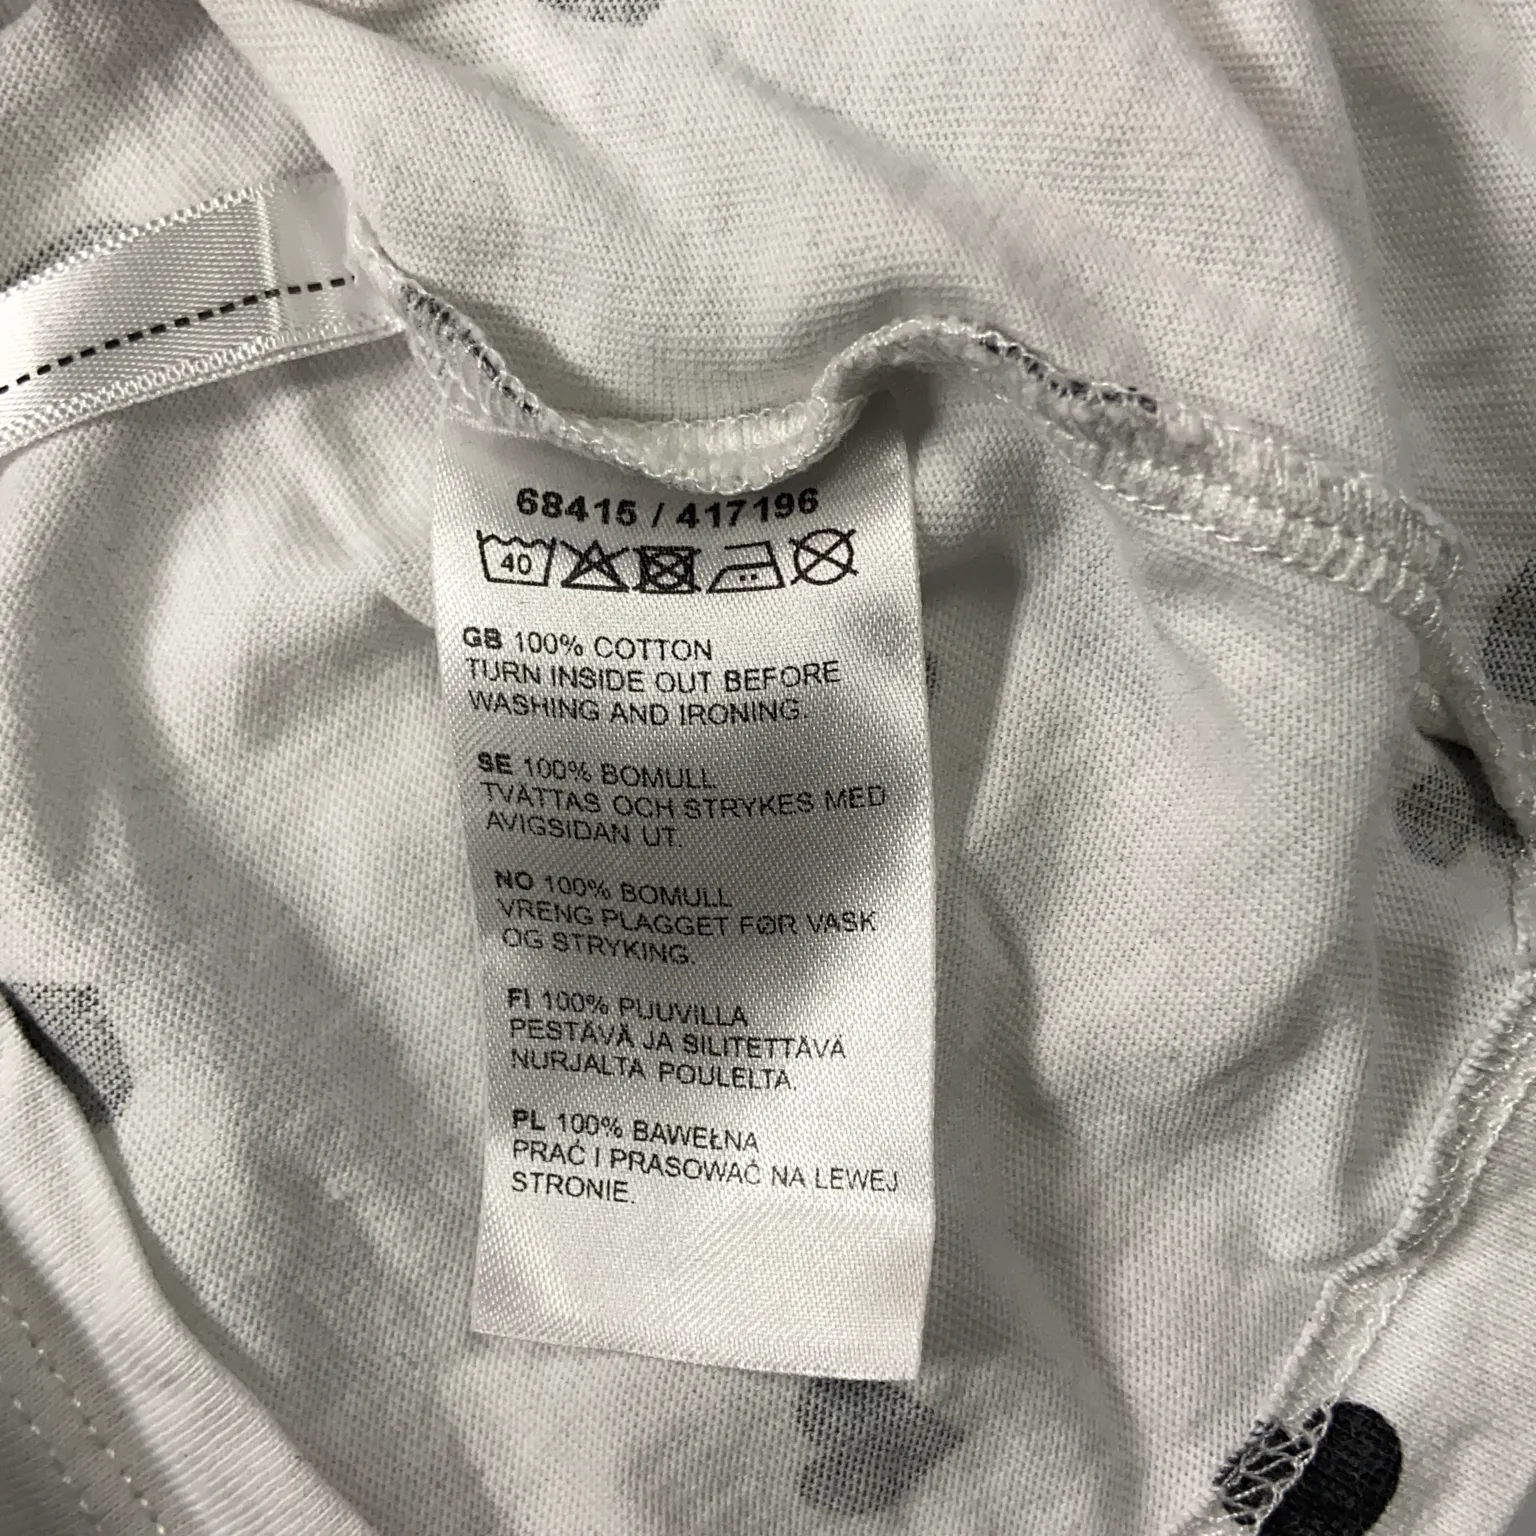 68415 / 417196
40
GB 100% COTTON
TURN INSIDE OUT BEFORE
WASHING AND IRONING.
SE 100% BOMULL
TVÄTTAS OCH STRYKES MED
AVIGSIDAN UT.
NO 100% BOMULL
VRENG PLAGGET FØR VASK
OG STRYKING.
FI 100% PUUVILLA
PESTÄVÄ JA SILITETTÄVÄ
NURJALTA POULELTA.
PL 100% BAWEŁNA
PRAĆ I PRASOWAĆ NA LEWEJ
STRONIE.